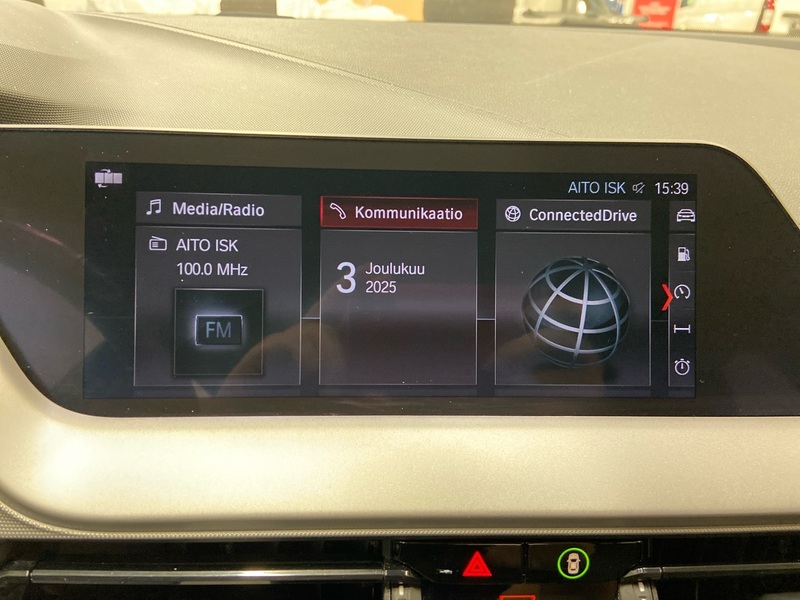 AITO ISK 15:39
Media/Radio
Kommunikaatio
ConnectedDrive
AITO ISK
100.0 MHz
FM
3 Joulukuu
2025